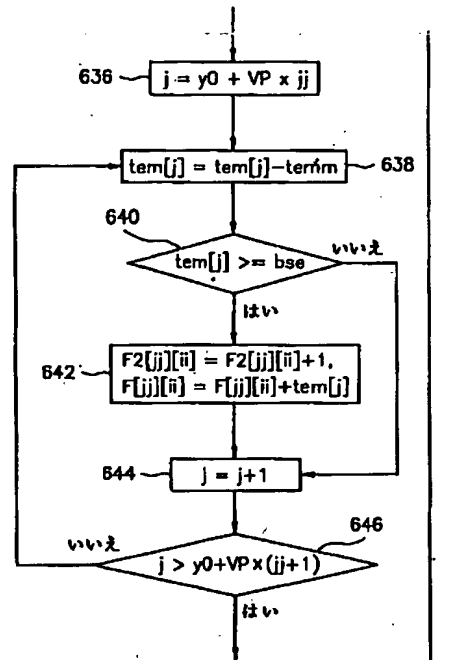 636
j = y0 + VP x jj
tem[j] = tem[j]-temm
638
640
tem[j] >= bse
いいえ
はい
642
F2[jj][ii] = F2[jj][ii]+1,
F[jj][ii] = F[jj][ii]+tem[j]
644
j = j+1
646
いいえ
j > y0+VPx(jj+1)
はい